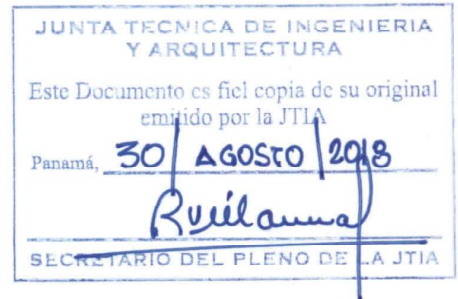 JUNTA TECNICA DE INGENIERIA
Y ARQUITECTURA
Este Documento es fiel copia de su original
emitido por la JTIA
Panamá, 30/ AGOSTO /2018
SECRETARIO DEL PLENO DE LA JTIA